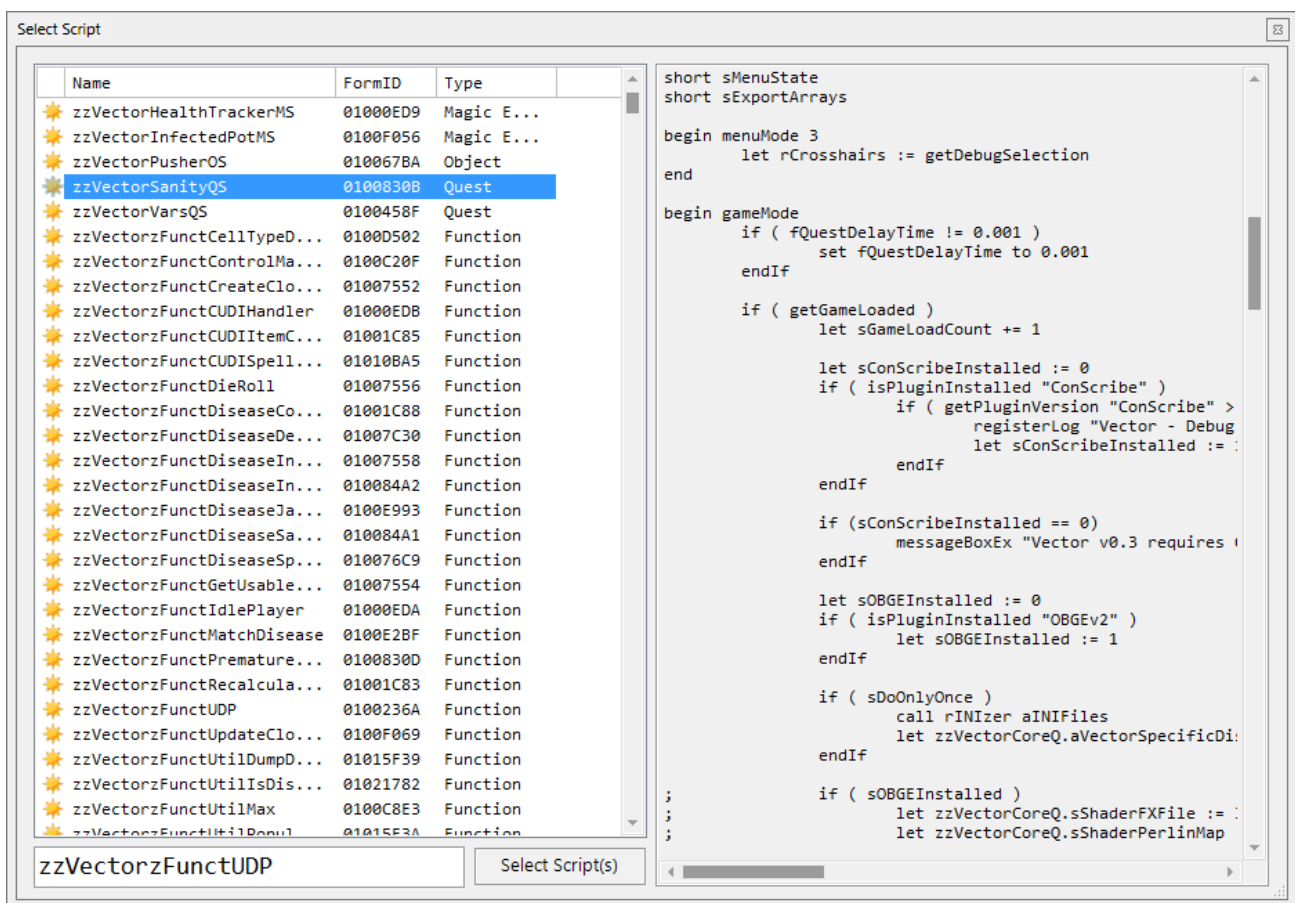 Select Script
Name FormID Type
zzVectorHealthTrackerMS 01000ED9 Magic E...
zzVectorInfectedPotMS 0100F056 Magic E...
zzVectorPusherOS 010067BA Object
zzVectorSanityQS 0100830B Quest
zzVectorVarsQS 0100458F Quest
zzVectorzFunctCellTypeD... 0100D502 Function
zzVectorzFunctControlMa... 0100C20F Function
zzVectorzFunctCreateClo... 01007552 Function
zzVectorzFunctCUDIHandler 01000EDB Function
zzVectorzFunctCUDIItemC... 01001C85 Function
zzVectorzFunctCUDISpell... 01010BA5 Function
zzVectorzFunctDieRoll 01007556 Function
zzVectorzFunctDiseaseCo... 01001C88 Function
zzVectorzFunctDiseaseDe... 01007C30 Function
zzVectorzFunctDiseaseIn... 01007558 Function
zzVectorzFunctDiseaseIn... 010084A2 Function
zzVectorzFunctDiseaseJa... 0100E993 Function
zzVectorzFunctDiseaseSa... 010084A1 Function
zzVectorzFunctDiseaseSp... 010076C9 Function
zzVectorzFunctGetUsable... 01007554 Function
zzVectorzFunctIdlePlayer 01000EDA Function
zzVectorzFunctMatchDisease 0100E2BF Function
zzVectorzFunctPremature... 0100830D Function
zzVectorzFunctRecalcula... 01001C83 Function
zzVectorzFunctUDP 0100236A Function
zzVectorzFunctUpdateClo... 0100F069 Function
zzVectorzFunctUtilDumpD... 01015F39 Function
zzVectorzFunctUtilIsDis... 01021782 Function
zzVectorzFunctUtilMax 0100C8E3 Function
zzVectorzFunctUtilPopul... 01015F3A Function
zzVectorzFunctUDP
Select Script(s)
short sMenuState
short sExportArrays
begin menuMode 3
let rCrosshairs := getDebugSelection
end
begin gameMode
if ( fQuestDelayTime != 0.001 )
set fQuestDelayTime to 0.001
endIf
if ( getGameLoaded )
let sGameLoadCount += 1
let sConScribeInstalled := 0
if ( isPluginInstalled "ConScribe" )
if ( getPluginVersion "ConScribe" >
registerLog "Vector - Debug
let sConScribeInstalled :=
endIf
endIf
if (sConScribeInstalled == 0)
messageBoxEx "Vector v0.3 requires
endIf
let sOBGEInstalled := 0
if ( isPluginInstalled "OBGEv2" )
let sOBGEInstalled := 1
endIf
if ( sDoOnlyOnce )
call rINIzer aINIFiles
let zzVectorCoreQ.aVectorSpecificDi
endIf
; if ( sOBGEInstalled )
; let zzVectorCoreQ.sShaderFXFile :=
; let zzVectorCoreQ.sShaderPerlinMap